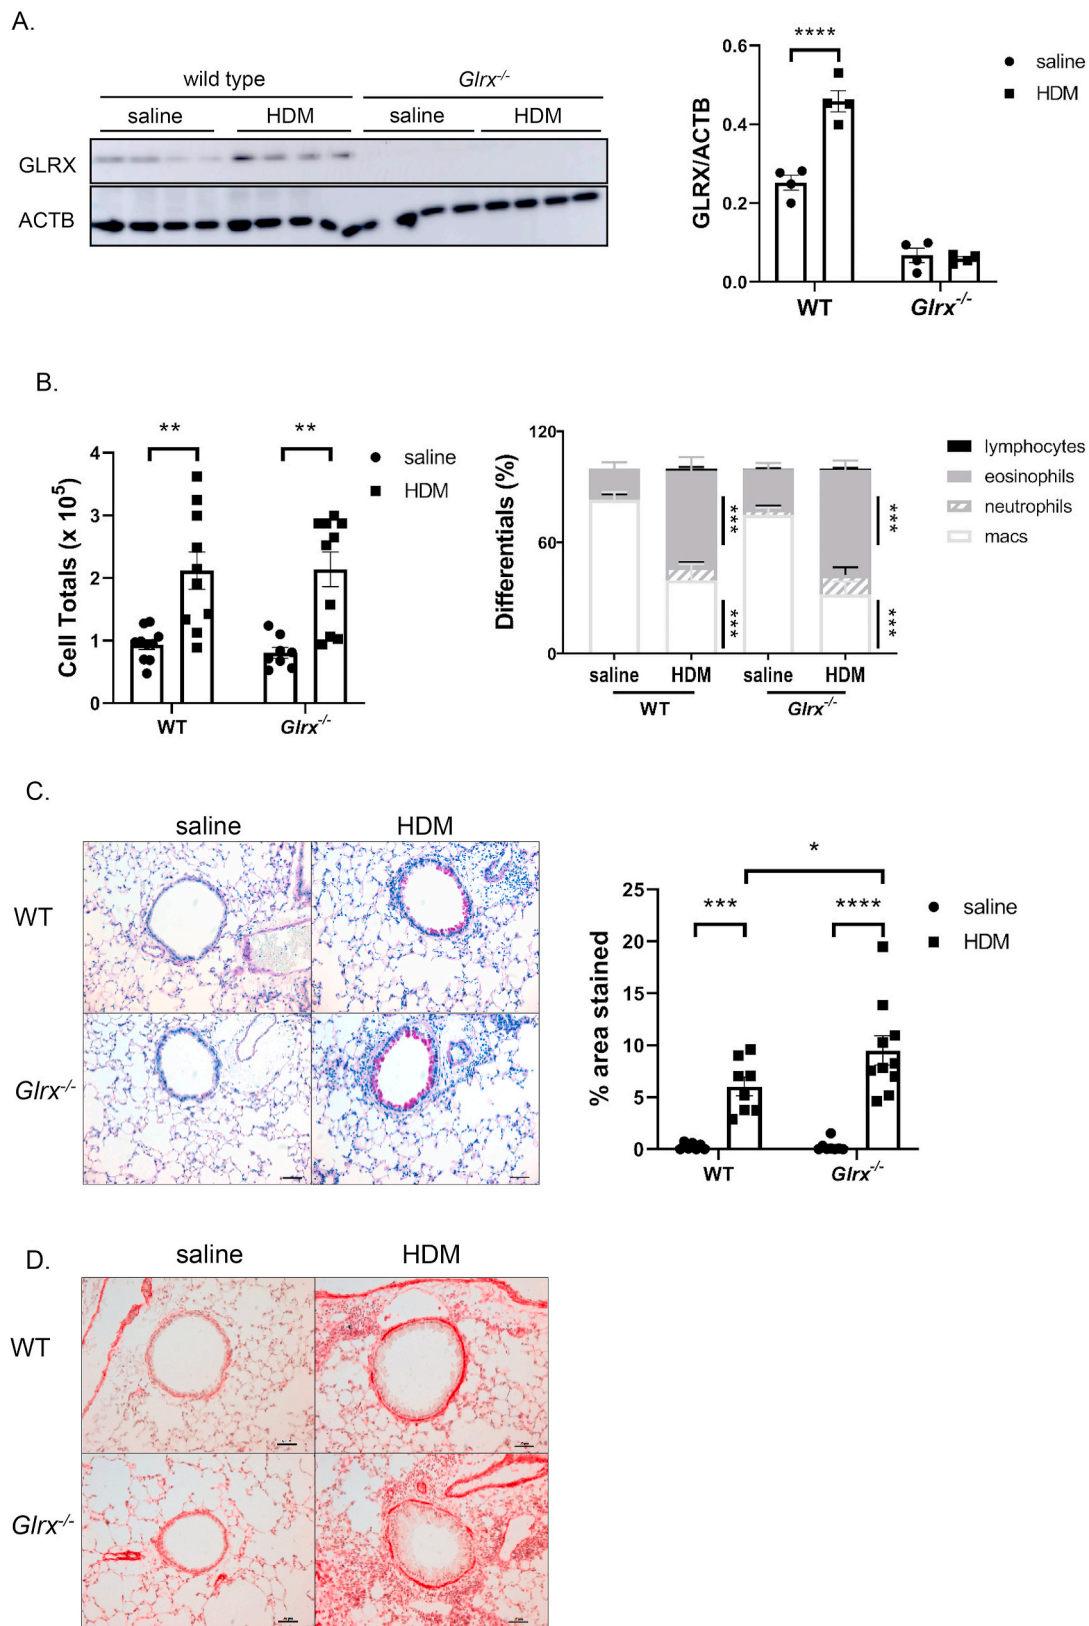 A.
wild type Glrx-/-
saline HDM saline HDM
GLRX
ACTB
****
saline
HDM
GLRX/ACTB
0.6
0.4
0.2
0.0
WT Glrx-/-
B.
** **
saline
HDM
Cell Totals (x 10⁵)
4
3
2
1
0
WT Glrx-/-
Differentials (%)
120
60
0
*** ***
*** ***
saline HDM saline HDM
WT Glrx-/-
lymphocytes
eosinophils
neutrophils
macs
C.
saline HDM
WT
Glrx-/-
*
*** ****
saline
HDM
% area stained
25
20
15
10
5
0
WT Glrx-/-
D.
saline HDM
WT
Glrx-/-